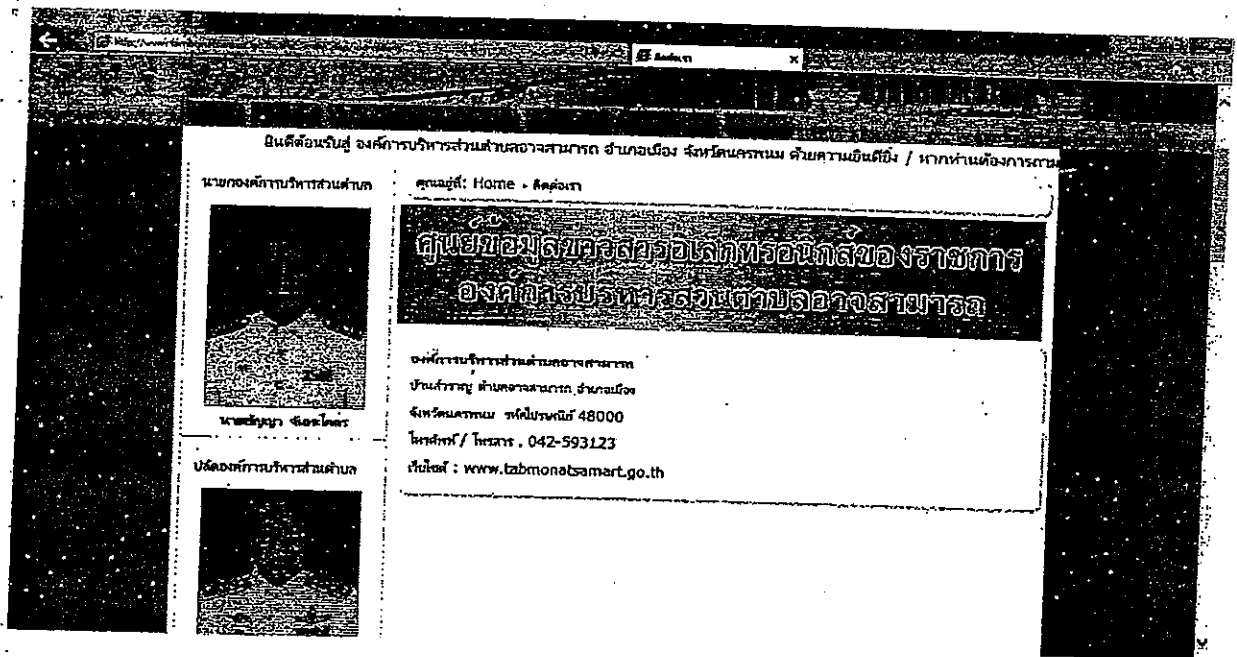 ติดต่อเรา
ยินดีต้อนรับสู่ องค์การบริหารส่วนตำบลอาจสามารถ อำเภอเมือง จังหวัดนครพนม ด้วยความยินดียิ่ง / หากท่านต้องการถาม
นายกองค์การบริหารส่วนตำบล
คุณอยู่ที่: Home ติดต่อเรา
ศูนย์ข้อมูลข่าวสารอิเล็กทรอนิกส์ของราชการ
องค์การบริหารส่วนตำบลอาจสามารถ
องค์การบริหารส่วนตำบลอาจสามารถ
บ้านสำราญ ตำบลอาจสามารถ อำเภอเมือง
จังหวัดนครพนม รหัสไปรษณีย์ 48000
โทรศัพท์ / โทรสาร . 042-593123
เว็บไซต์ : www.tabmonatsamart.go.th
ปลัดองค์การบริหารส่วนตำบล